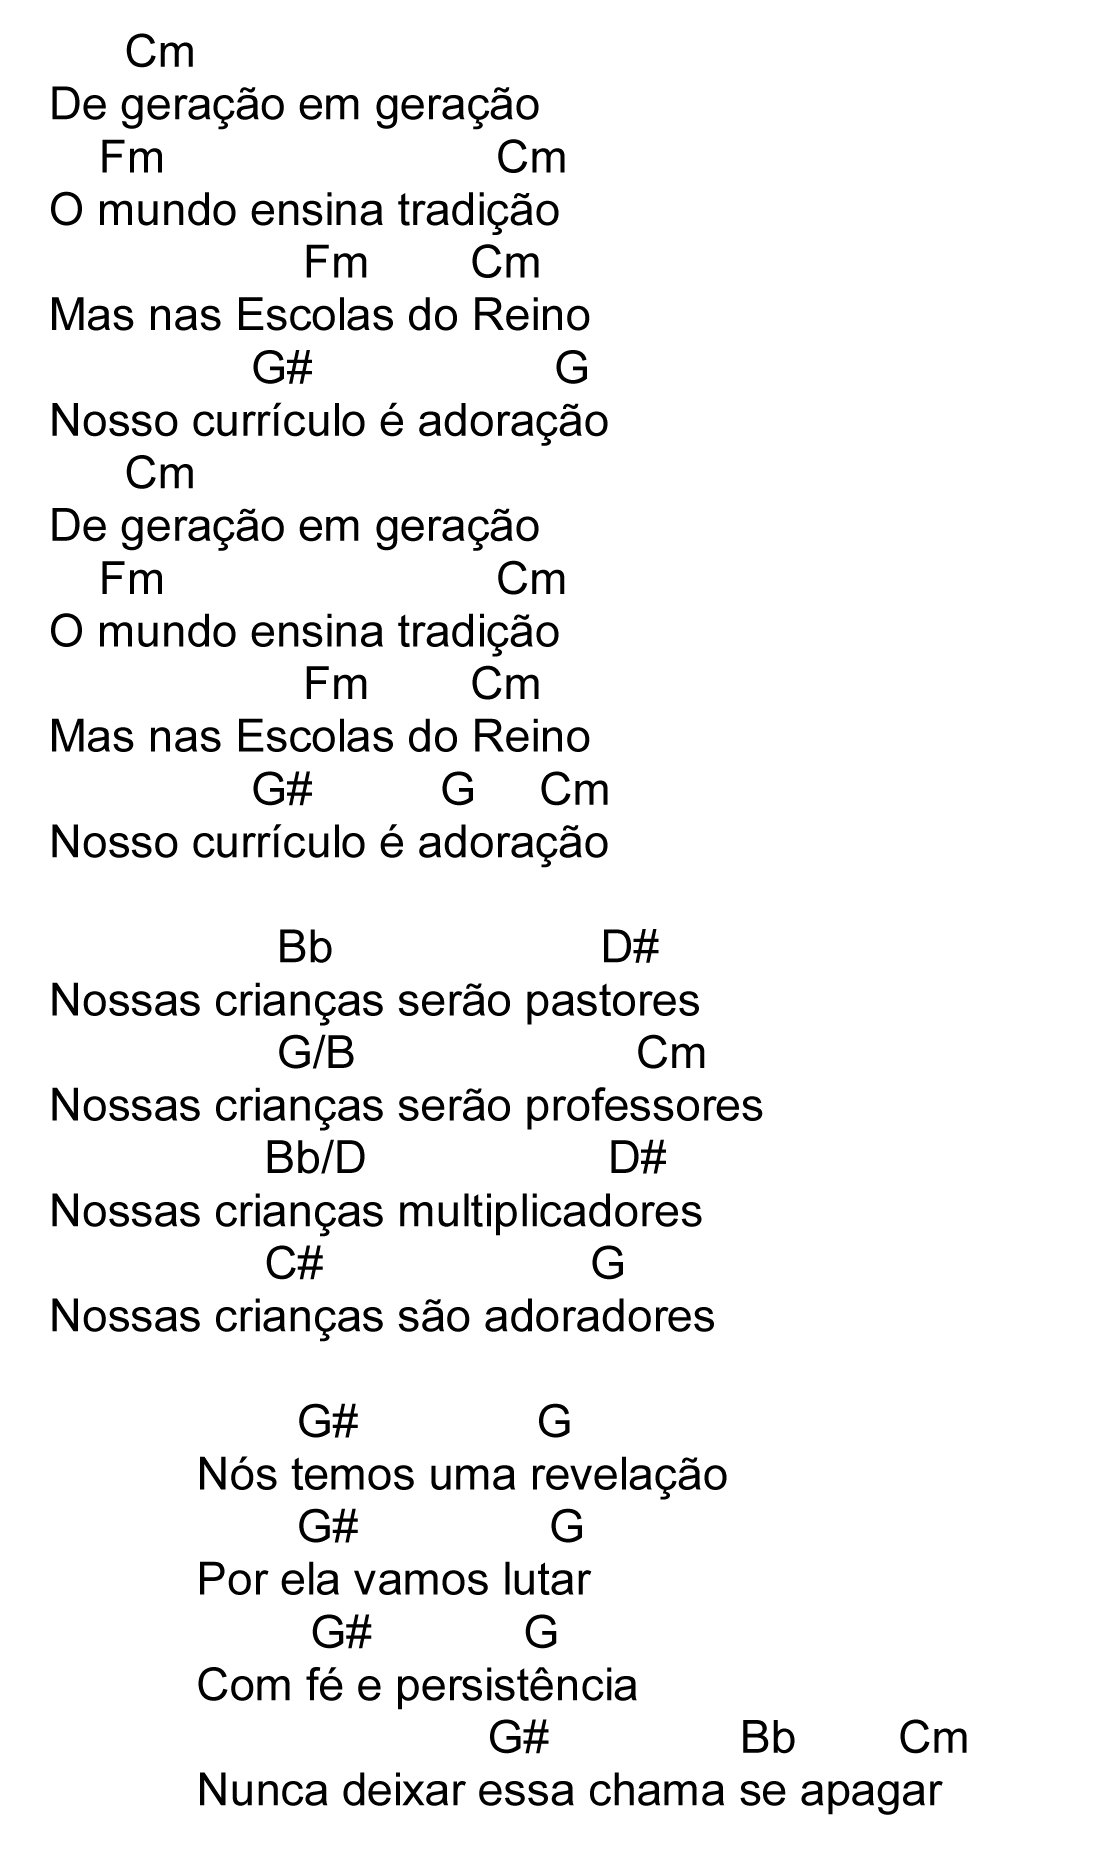 Cm
De geração em geração
Fm Cm
O mundo ensina tradição
Fm Cm
Mas nas Escolas do Reino
G# G
Nosso currículo é adoração
Cm
De geração em geração
Fm Cm
O mundo ensina tradição
Fm Cm
Mas nas Escolas do Reino
G# G Cm
Nosso currículo é adoração
Bb D#
Nossas crianças serão pastores
G/B Cm
Nossas crianças serão professores
Bb/D D#
Nossas crianças multiplicadores
C# G
Nossas crianças são adoradores
G# G
Nós temos uma revelação
G# G
Por ela vamos lutar
G# G
Com fé e persistência
G# Bb Cm
Nunca deixar essa chama se apagar